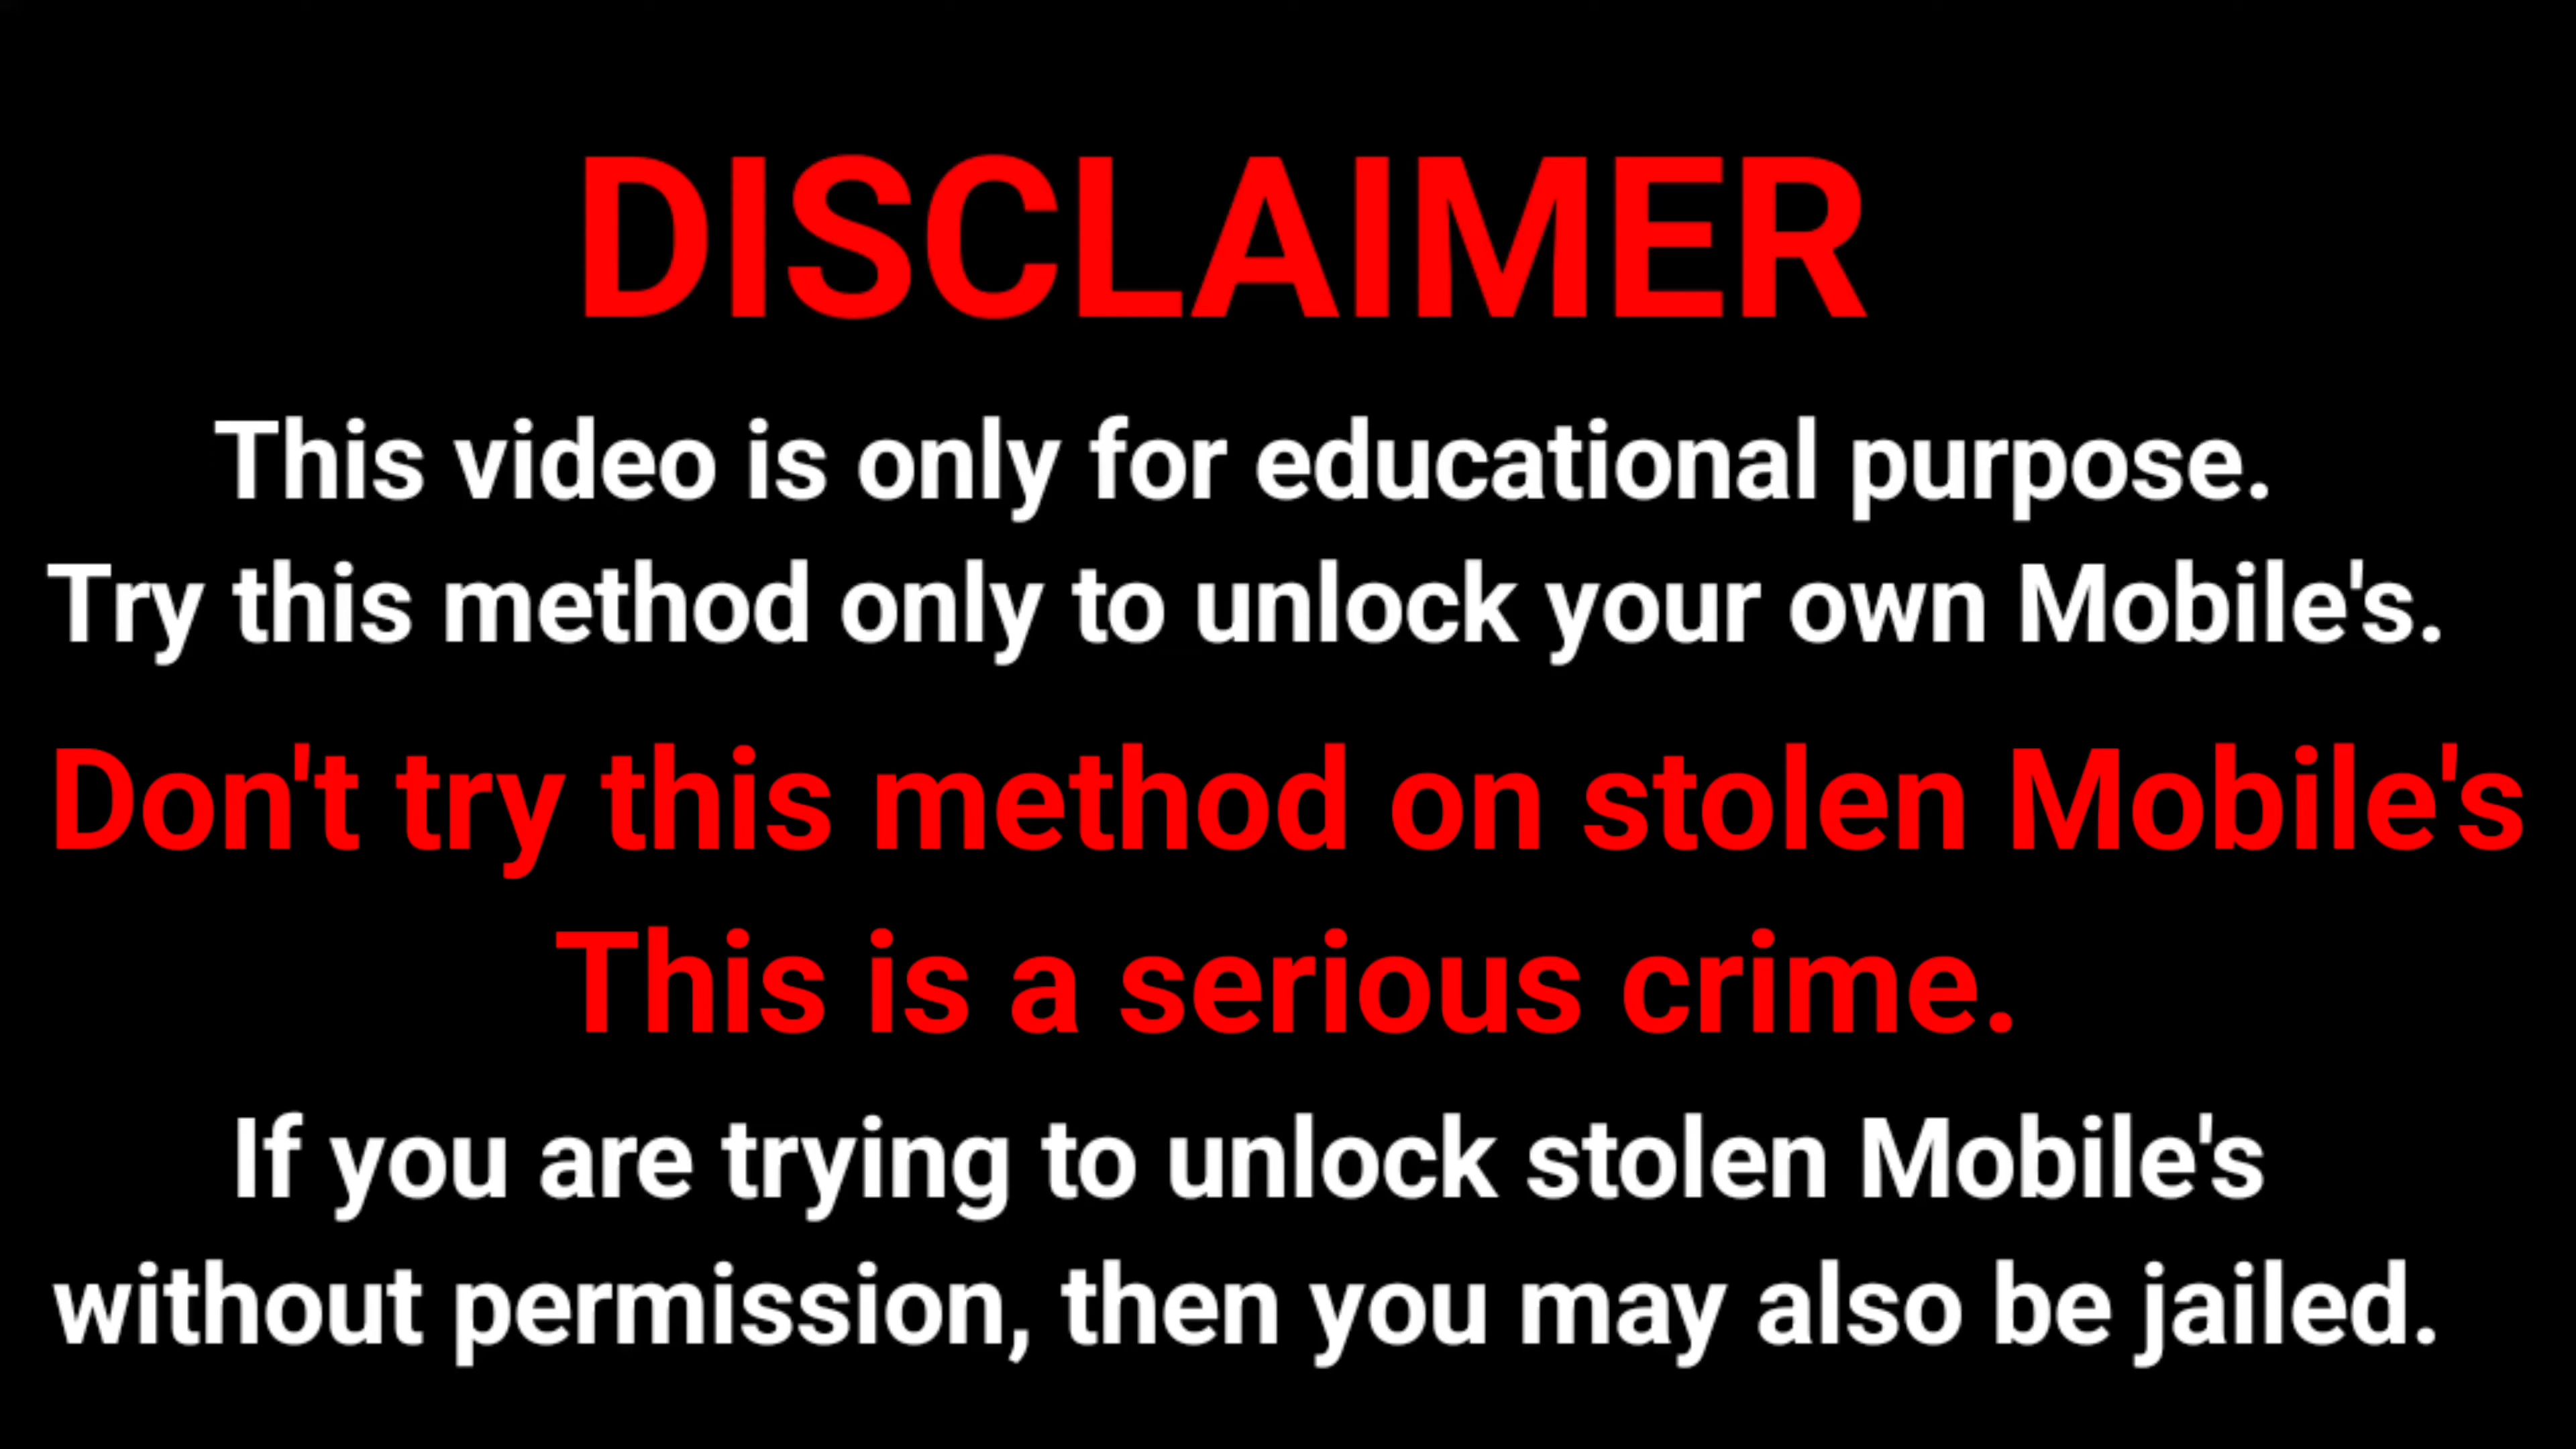 DISCLAIMER
This video is only for educational purpose.
Try this method only to unlock your own Mobile's.
Don't try this method on stolen Mobile's
This is a serious crime.
If you are trying to unlock stolen Mobile's
without permission, then you may also be jailed.